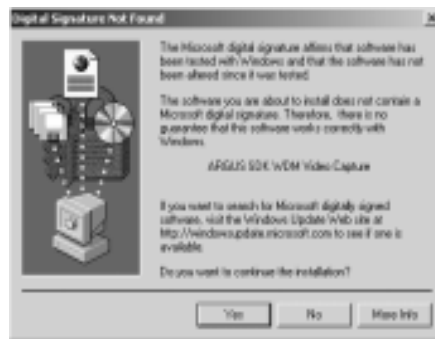 Digital Signature Not Found
The Microsoft digital signature affirms that software has
been tested with Windows and that the software has not
been altered since it was tested.
The software you are about to install does not contain a
Microsoft digital signature. Therefore, there is no
guarantee that this software works correctly with
Windows.
ARGUS SDK WDM Video Capture
If you want to search for Microsoft digitally signed
software, visit the Windows Update Web site at
http://windowsupdate.microsoft.com to see if one is
available.
Do you want to continue the installation?
Yes
No
More Info